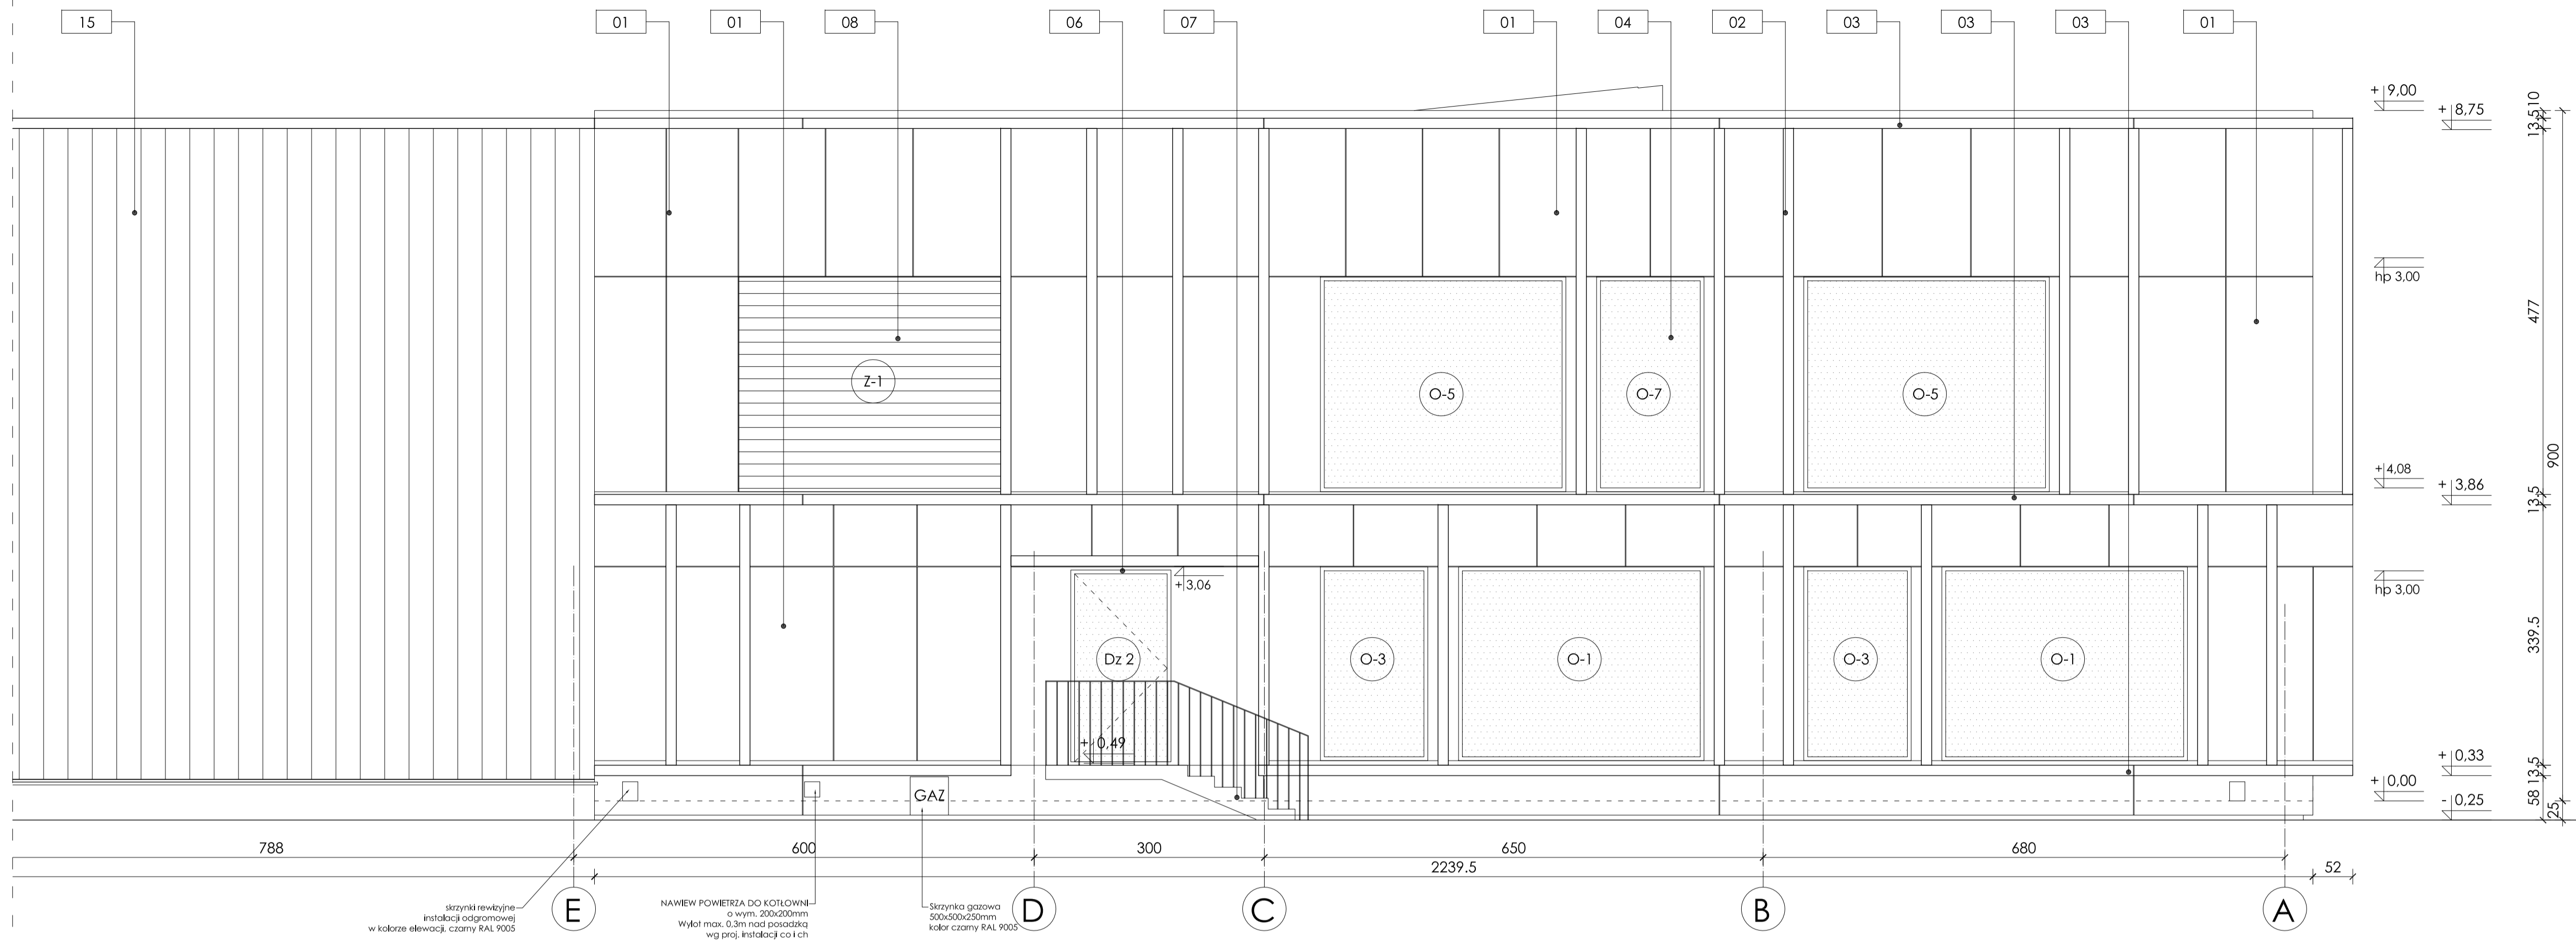 15
01
01
08
06
07
01
04
02
03
03
03
01
+ 9,00
+ 8,75
10
13.5
hp 3,00
477
900
Z-1
O-5
O-7
O-5
+ 4,08
+ 3,86
13.5
+ 3.06
hp 3,00
339.5
Dz 2
O-3
O-1
O-3
O-1
+ 0,49
+ 0,33
+ 0,00
- 0,25
13.5
58
25
GAZ
788
600
300
650
680
2239.5
52
E
D
C
B
A
skrzynki rewizyjne
instalacji odgromowej
w kolorze elewacji, czarny RAL 9005
NAWIEW POWIETRZA DO KOTŁOWNI
o wym. 200x200mm
Wylot max. 0,3m nad posadzką
wg proj. instalacji co i ch
Skrzynka gazowa
500x500x250mm
kolor czarny RAL 9005